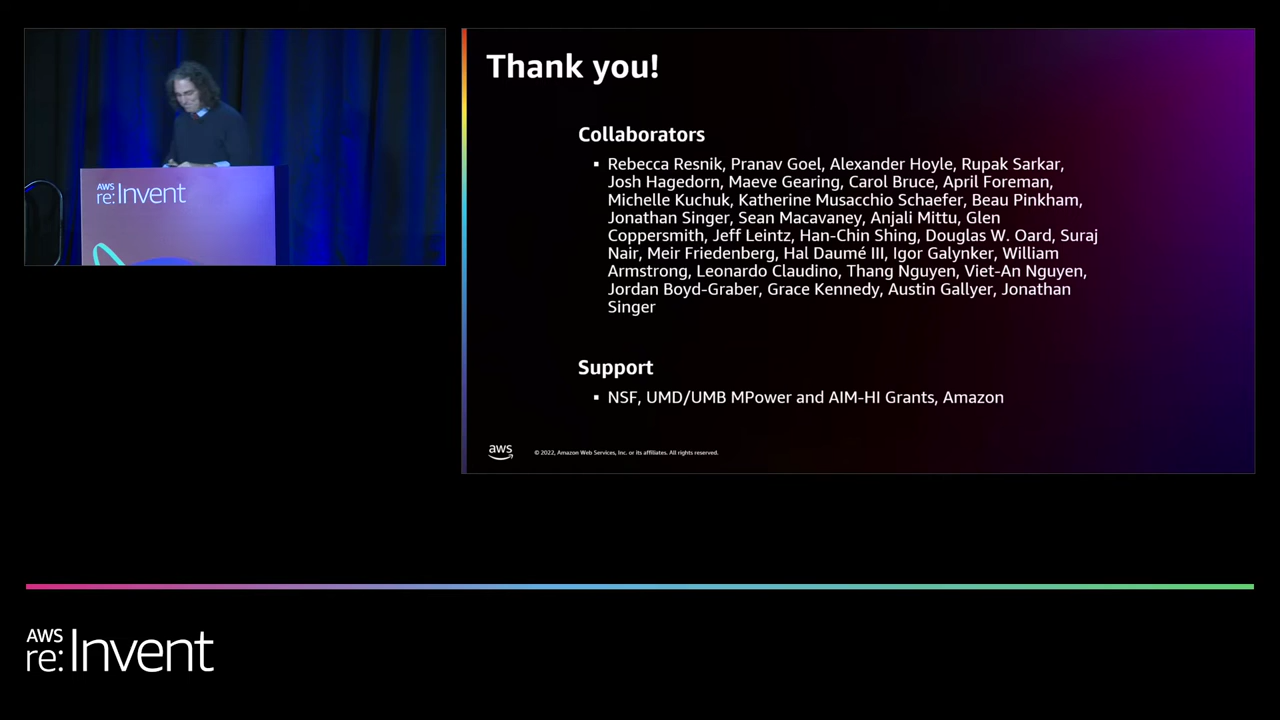 AWS
re:Invent
Thank you!
Collaborators
▪ Rebecca Resnik, Pranav Goel, Alexander Hoyle, Rupak Sarkar,
Josh Hagedorn, Maeve Gearing, Carol Bruce, April Foreman,
Michelle Kuchuk, Katherine Musacchio Schaefer, Beau Pinkham,
Jonathan Singer, Sean Macavaney, Anjali Mittu, Glen
Coppersmith, Jeff Leintz, Han-Chin Shing, Douglas W. Oard, Suraj
Nair, Meir Friedenberg, Hal Daumé III, Igor Galynker, William
Armstrong, Leonardo Claudino, Thang Nguyen, Viet-An Nguyen,
Jordan Boyd-Graber, Grace Kennedy, Austin Gallyer, Jonathan
Singer
Support
▪ NSF, UMD/UMB MPower and AIM-HI Grants, Amazon
aws
© 2022, Amazon Web Services, Inc. or its affiliates. All rights reserved.
AWS
re:Invent